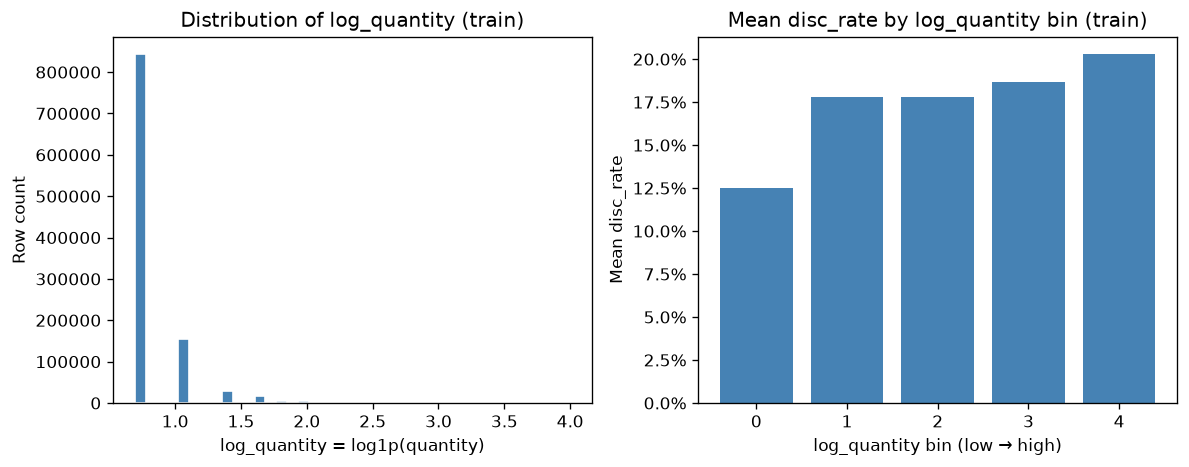 Distribution of log_quantity (train)
Row count
800000
700000
600000
500000
400000
300000
200000
100000
0
1.0 1.5 2.0 2.5 3.0 3.5 4.0
log_quantity = log1p(quantity)
Mean disc_rate by log_quantity bin (train)
Mean disc_rate
20.0%
17.5%
15.0%
12.5%
10.0%
7.5%
5.0%
2.5%
0.0%
0 1 2 3 4
log_quantity bin (low → high)